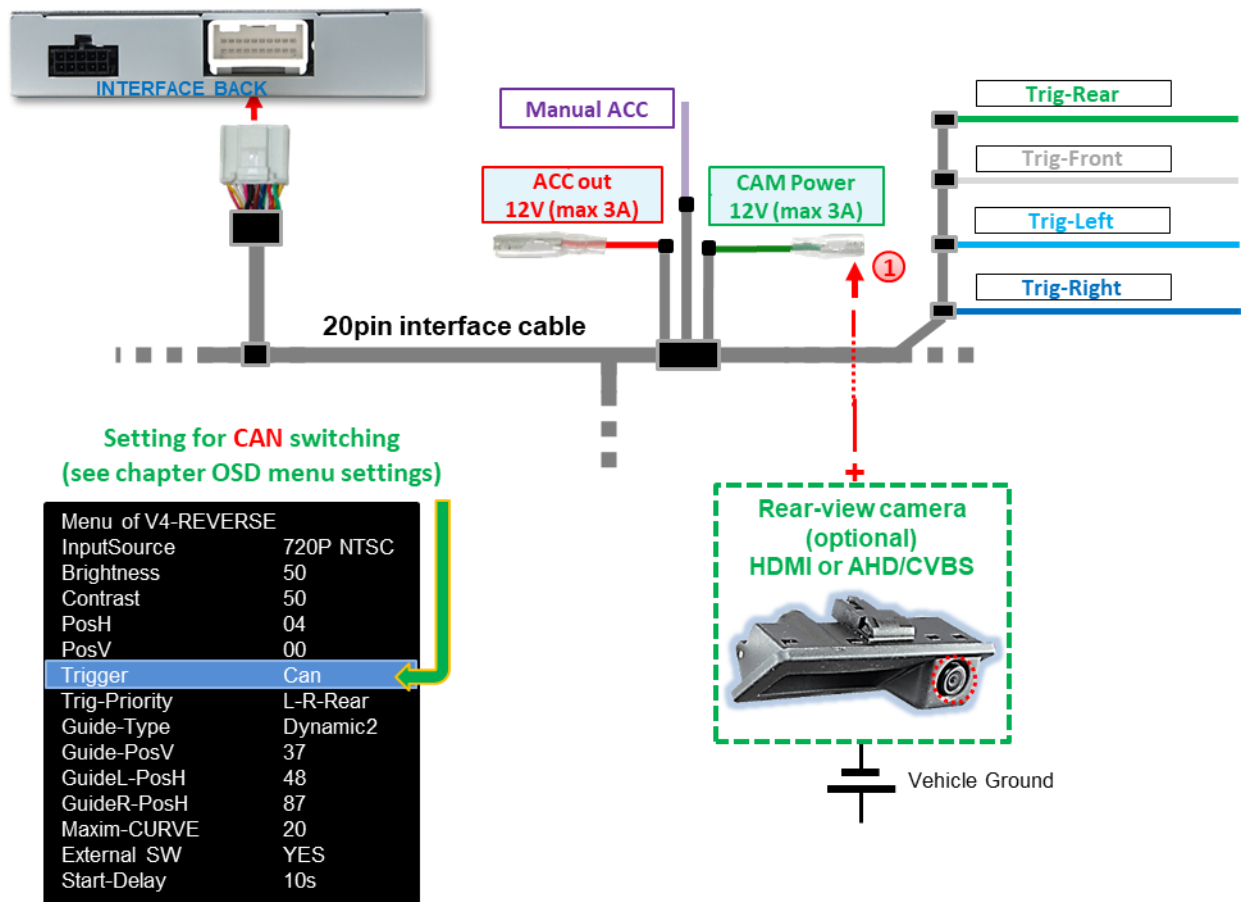 INTERFACE BACK
Manual ACC
ACC out
12V (max 3A)
CAM Power
12V (max 3A)
1
Trig-Rear
Trig-Front
Trig-Left
Trig-Right
20pin interface cable
Setting for CAN switching
(see chapter OSD menu settings)
Menu of V4-REVERSE
InputSource 720P NTSC
Brightness 50
Contrast 50
PosH 04
PosV 00
Trigger Can
Trig-Priority L-R-Rear
Guide-Type Dynamic2
Guide-PosV 37
GuideL-PosH 48
GuideR-PosH 87
Maxim-CURVE 20
External SW YES
Start-Delay 10s
+
Rear-view camera
(optional)
HDMI or AHD/CVBS
Vehicle Ground